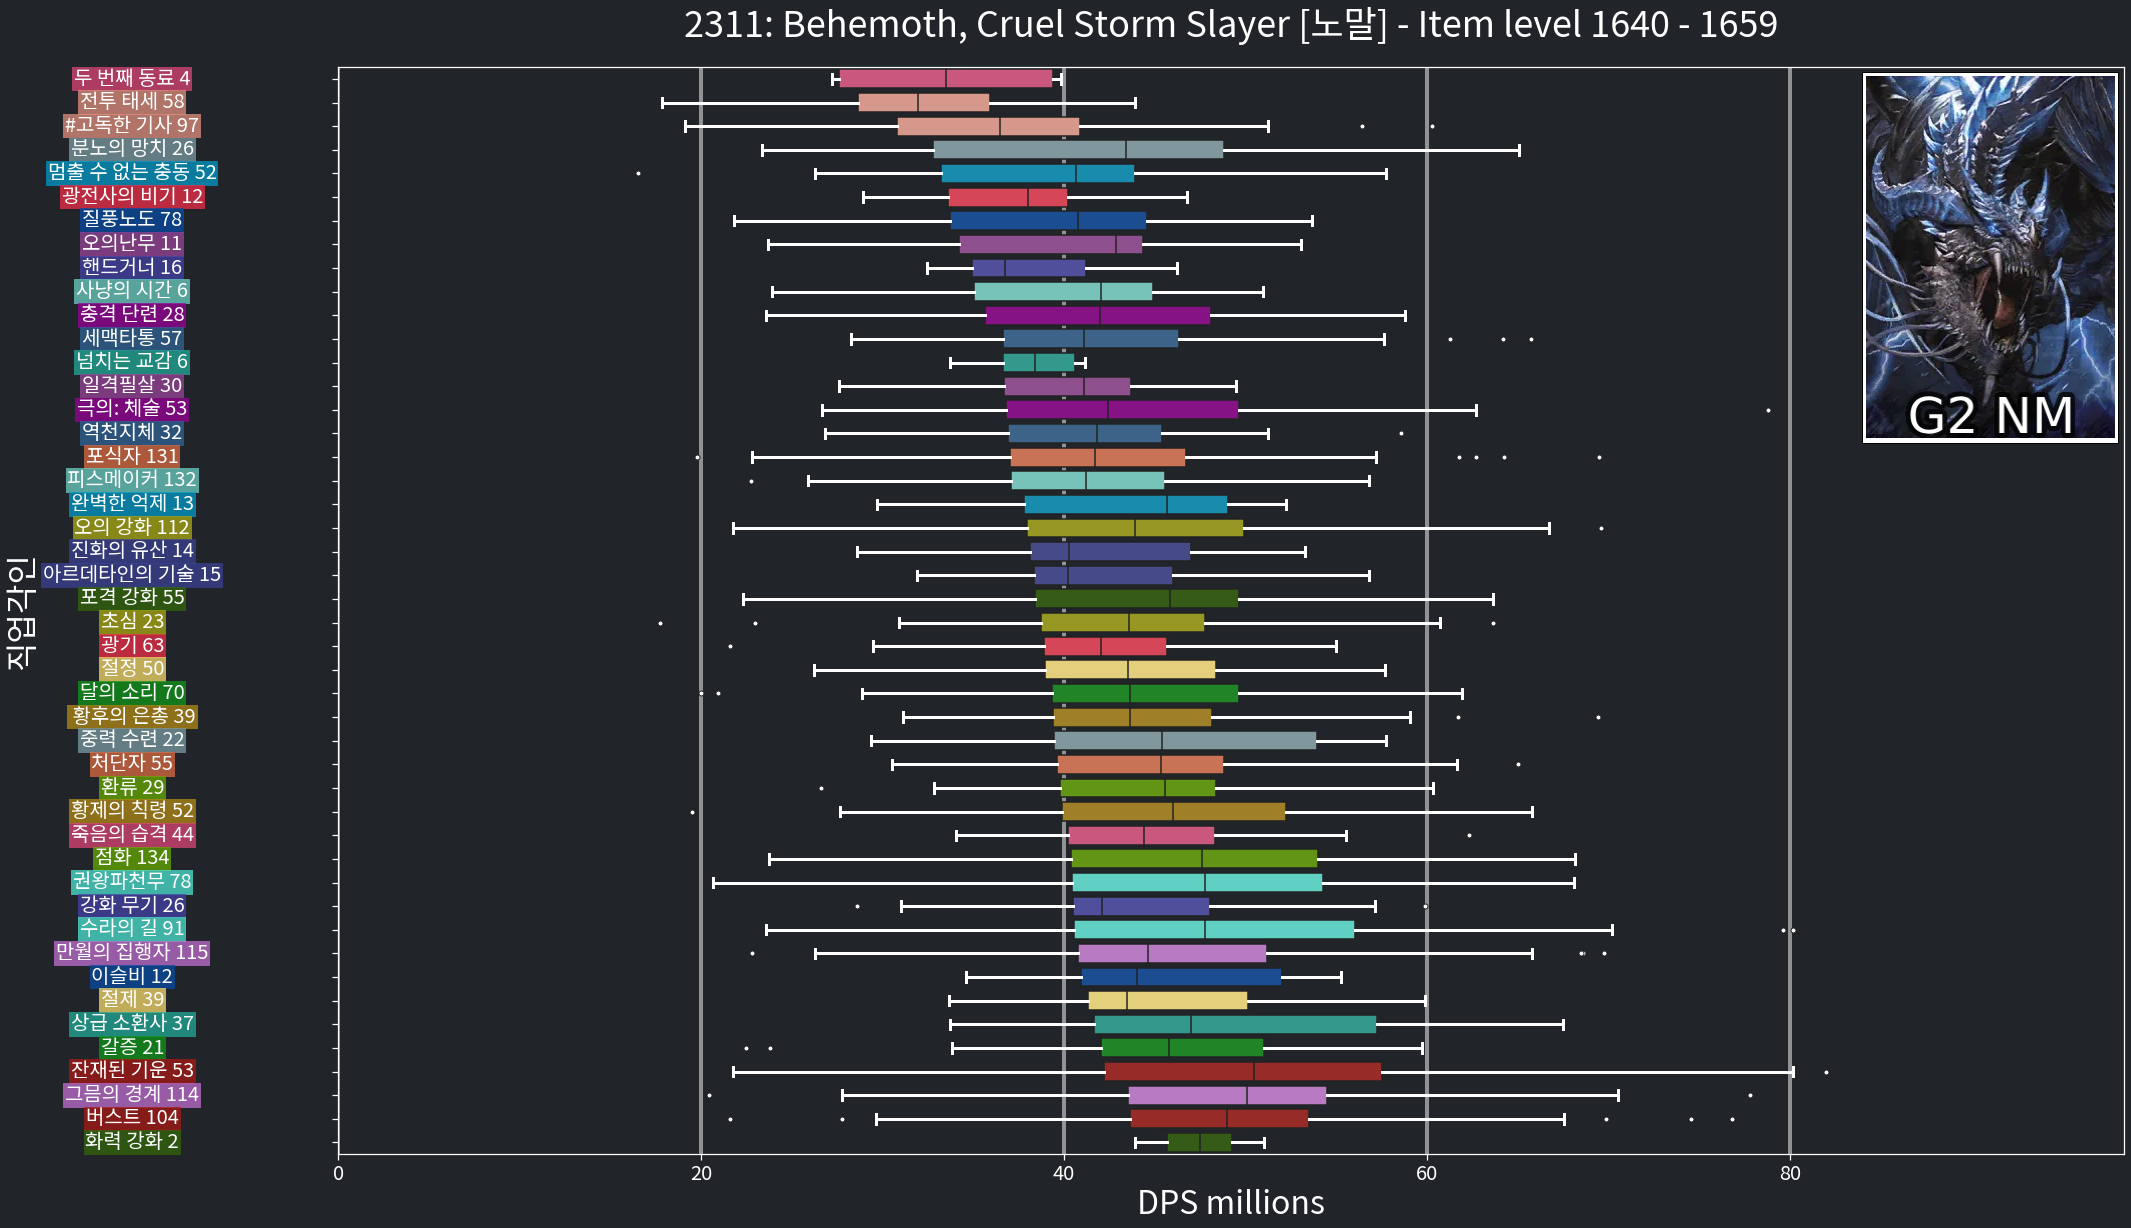 2311: Behemoth, Cruel Storm Slayer [노말] - Item level 1640 - 1659
두 번째 동료 4
전투 태세 58
#고독한 기사 97
분노의 망치 26
멈출 수 없는 충동 52
광전사의 비기 12
질풍노도 78
오의난무 11
핸드거너 16
사냥의 시간 6
충격 단련 28
세맥타통 57
넘치는 교감 6
일격필살 30
극의: 체술 53
역천지체 32
포식자 131
피스메이커 132
완벽한 억제 13
오의 강화 112
진화의 유산 14
아르데타인의 기술 15
포격 강화 55
초심 23
광기 63
절정 50
달의 소리 70
황후의 은총 39
중력 수련 22
처단자 55
환류 29
황제의 칙령 52
죽음의 습격 44
점화 134
권왕파천무 78
강화 무기 26
수라의 길 91
만월의 집행자 115
이슬비 12
절제 39
상급 소환사 37
갈증 21
잔재된 기운 53
그믐의 경계 114
버스트 104
화력 강화 2
직업각인
G2 NM
0 20 40 60 80
DPS millions